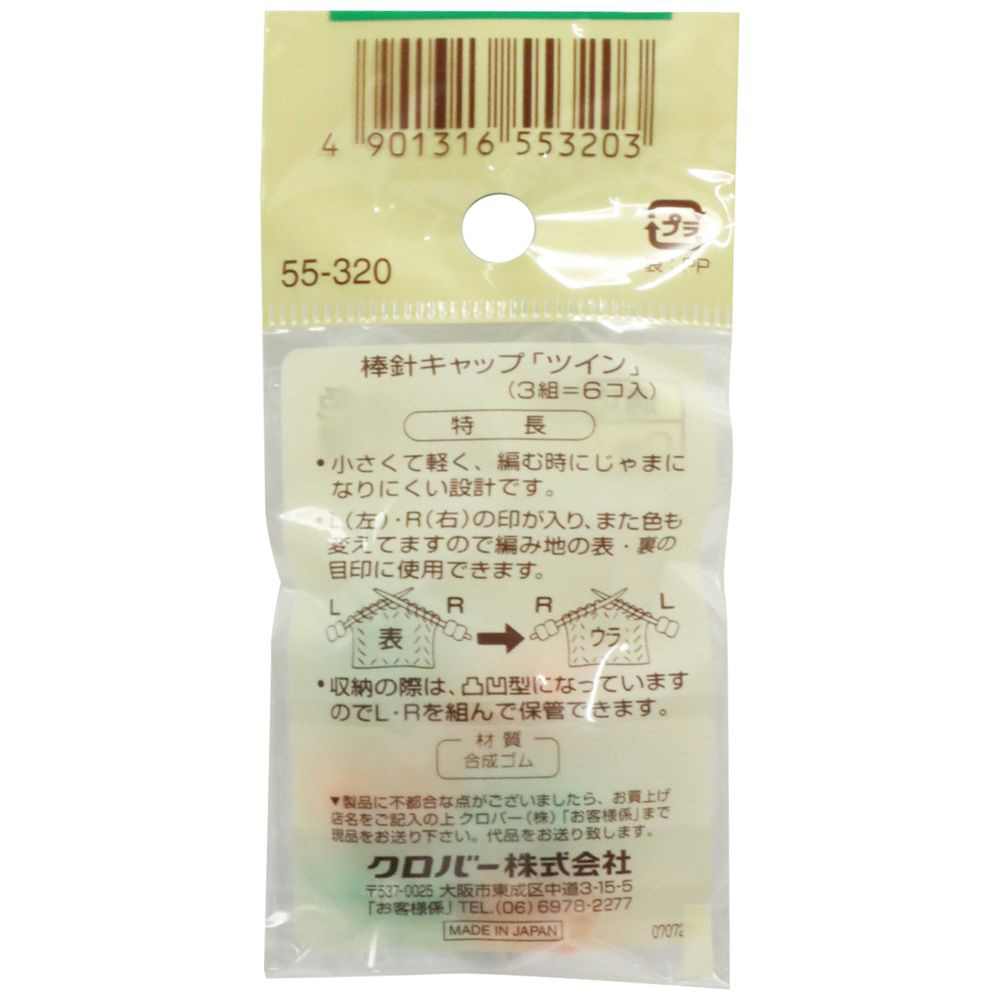 4 901316 553203
プラ
袋:PP
55-320
棒針キャップ「ツイン」
(3組=6コ入)
特長
•小さくて軽く、編む時にじゃまに
なりにくい設計です。
•L(左)・R(右)の印が入り、また色も
変えてますので編み地の表・裏の
目印に使用できます。
L R R L
表 ウラ
•収納の際は、凸凹型になっています
のでL・Rを組んで保管できます。
材質
合成ゴム
▼製品に不都合な点がございましたら、お買上げ
店名をご記入の上クロバー(株)「お客様係」まで
現品をお送り下さい。代品をお送り致します。
クロバー株式会社
〒537-0025 大阪市東成区中道3-15-5
「お客様係」TEL.(06)6978-2277
MADE IN JAPAN